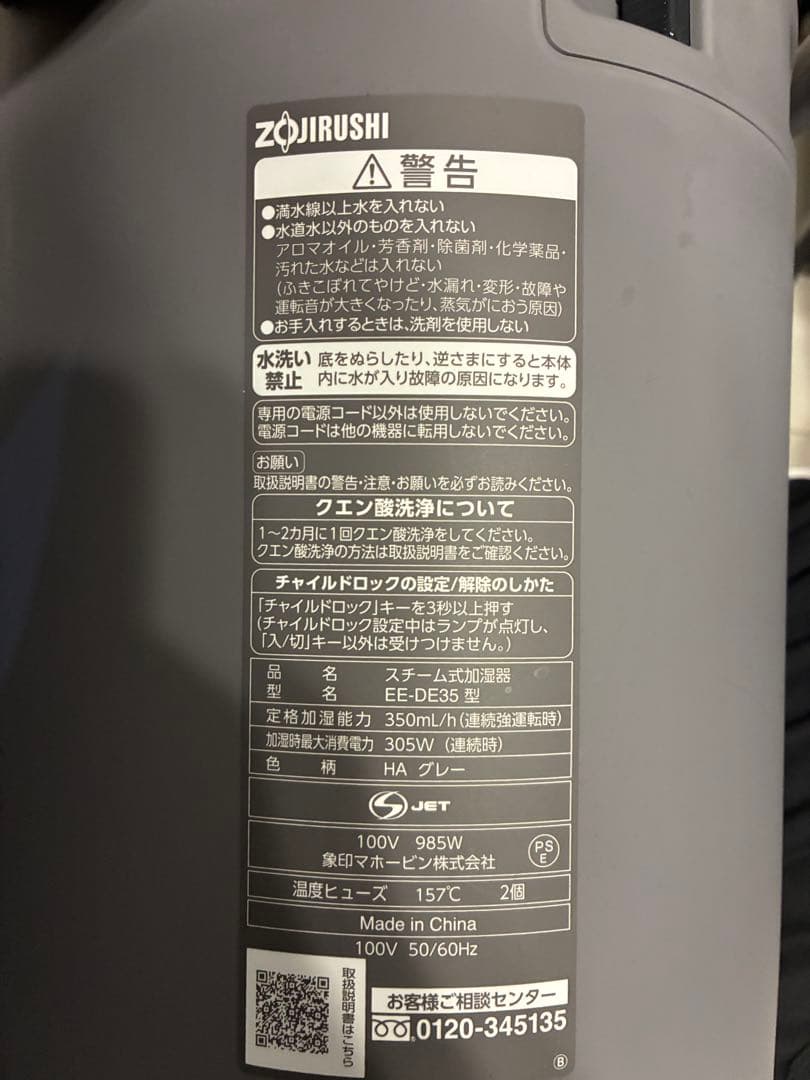 ZOJIRUSHI
警告
●満水線以上水を入れない
●水道水以外のものを入れない
アロマオイル・芳香剤・除菌剤・化学薬品・
汚れた水などは入れない
(ふきこぼれてやけど・水漏れ・変形・故障や
運転音が大きくなったり、蒸気がにおう原因)
●お手入れするときは、洗剤を使用しない
水洗い
禁止
底をぬらしたり、逆さまにすると本体
内に水が入り故障の原因になります。
専用の電源コード以外は使用しないでください。
電源コードは他の機器に転用しないでください。
お願い
取扱説明書の警告・注意・お願いを必ずお読みください。
クエン酸洗浄について
1〜2カ月に1回クエン酸洗浄をしてください。
クエン酸洗浄の方法は取扱説明書をご確認ください。
チャイルドロックの設定/解除のしかた
「チャイルドロック」キーを3秒以上押す
(チャイルドロック設定中はランプが点灯し、
「入/切」キー以外は受けつけません。)
品名 スチーム式加湿器
型名 EE-DE35 型
定格加湿能力 350mL/h(連続強運転時)
加湿時最大消費電力 305W (連続時)
色柄 HA グレー
S JET
100V 985W
象印マホービン株式会社
PS
E
温度ヒューズ 157℃ 2個
Made in China
100V 50/60Hz
取扱説明書はこちら
お客様ご相談センター
0120-345135
B